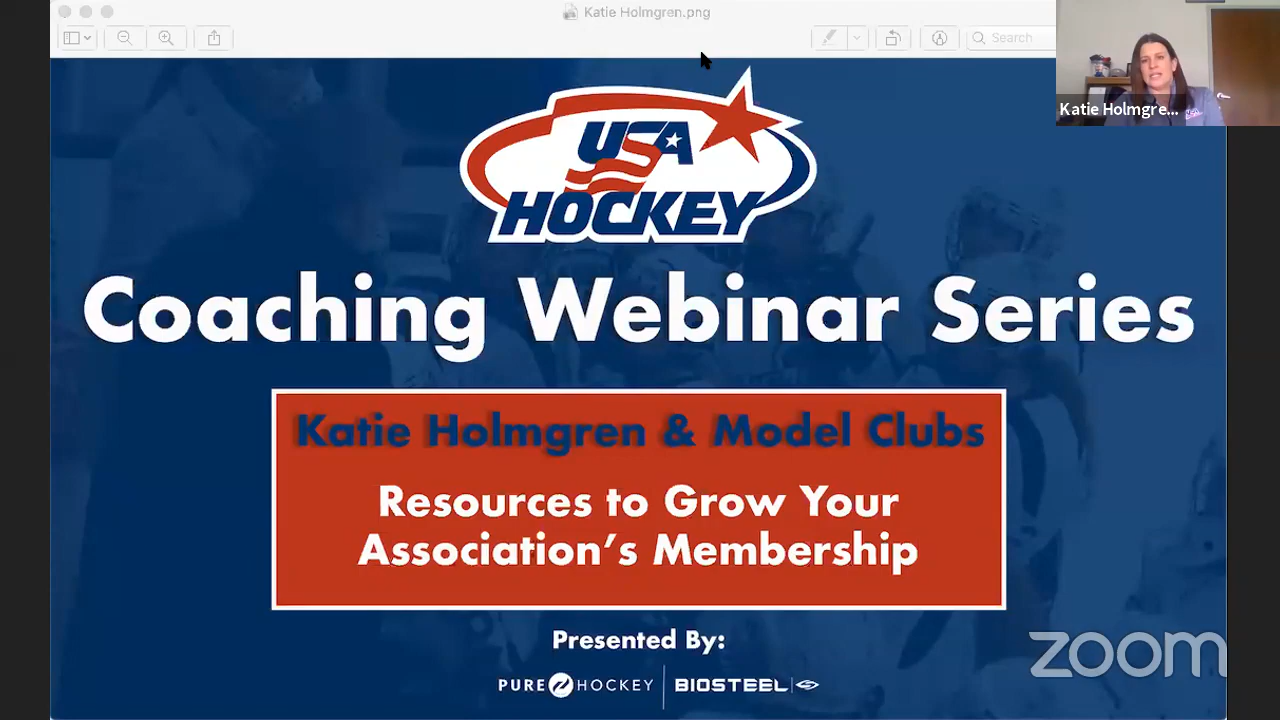 Katie Holmgren.png
Search
Katie Holmgre...
USA
HOCKEY
Coaching Webinar Series
Katie Holmgren & Model Clubs
Resources to Grow Your
Association's Membership
Presented By:
PURE HOCKEY
BIOSTEEL
zoom